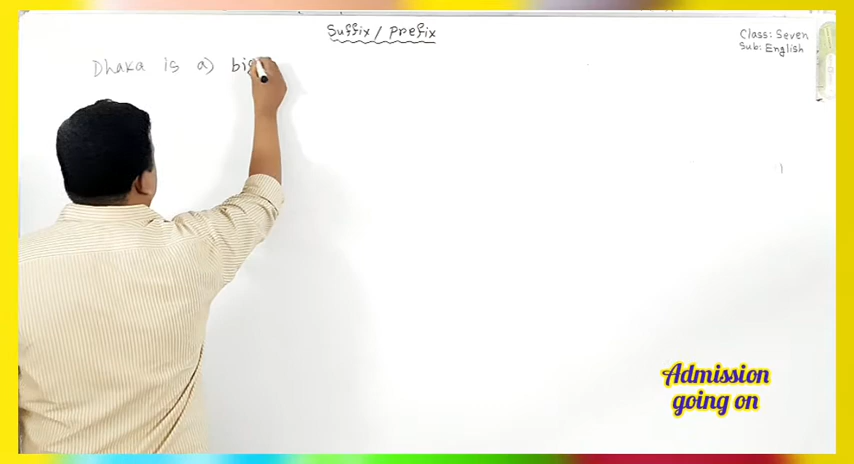 Suffix / Prefix
Class: Seven
Sub: English
Dhaka is a) big
Admission
going on